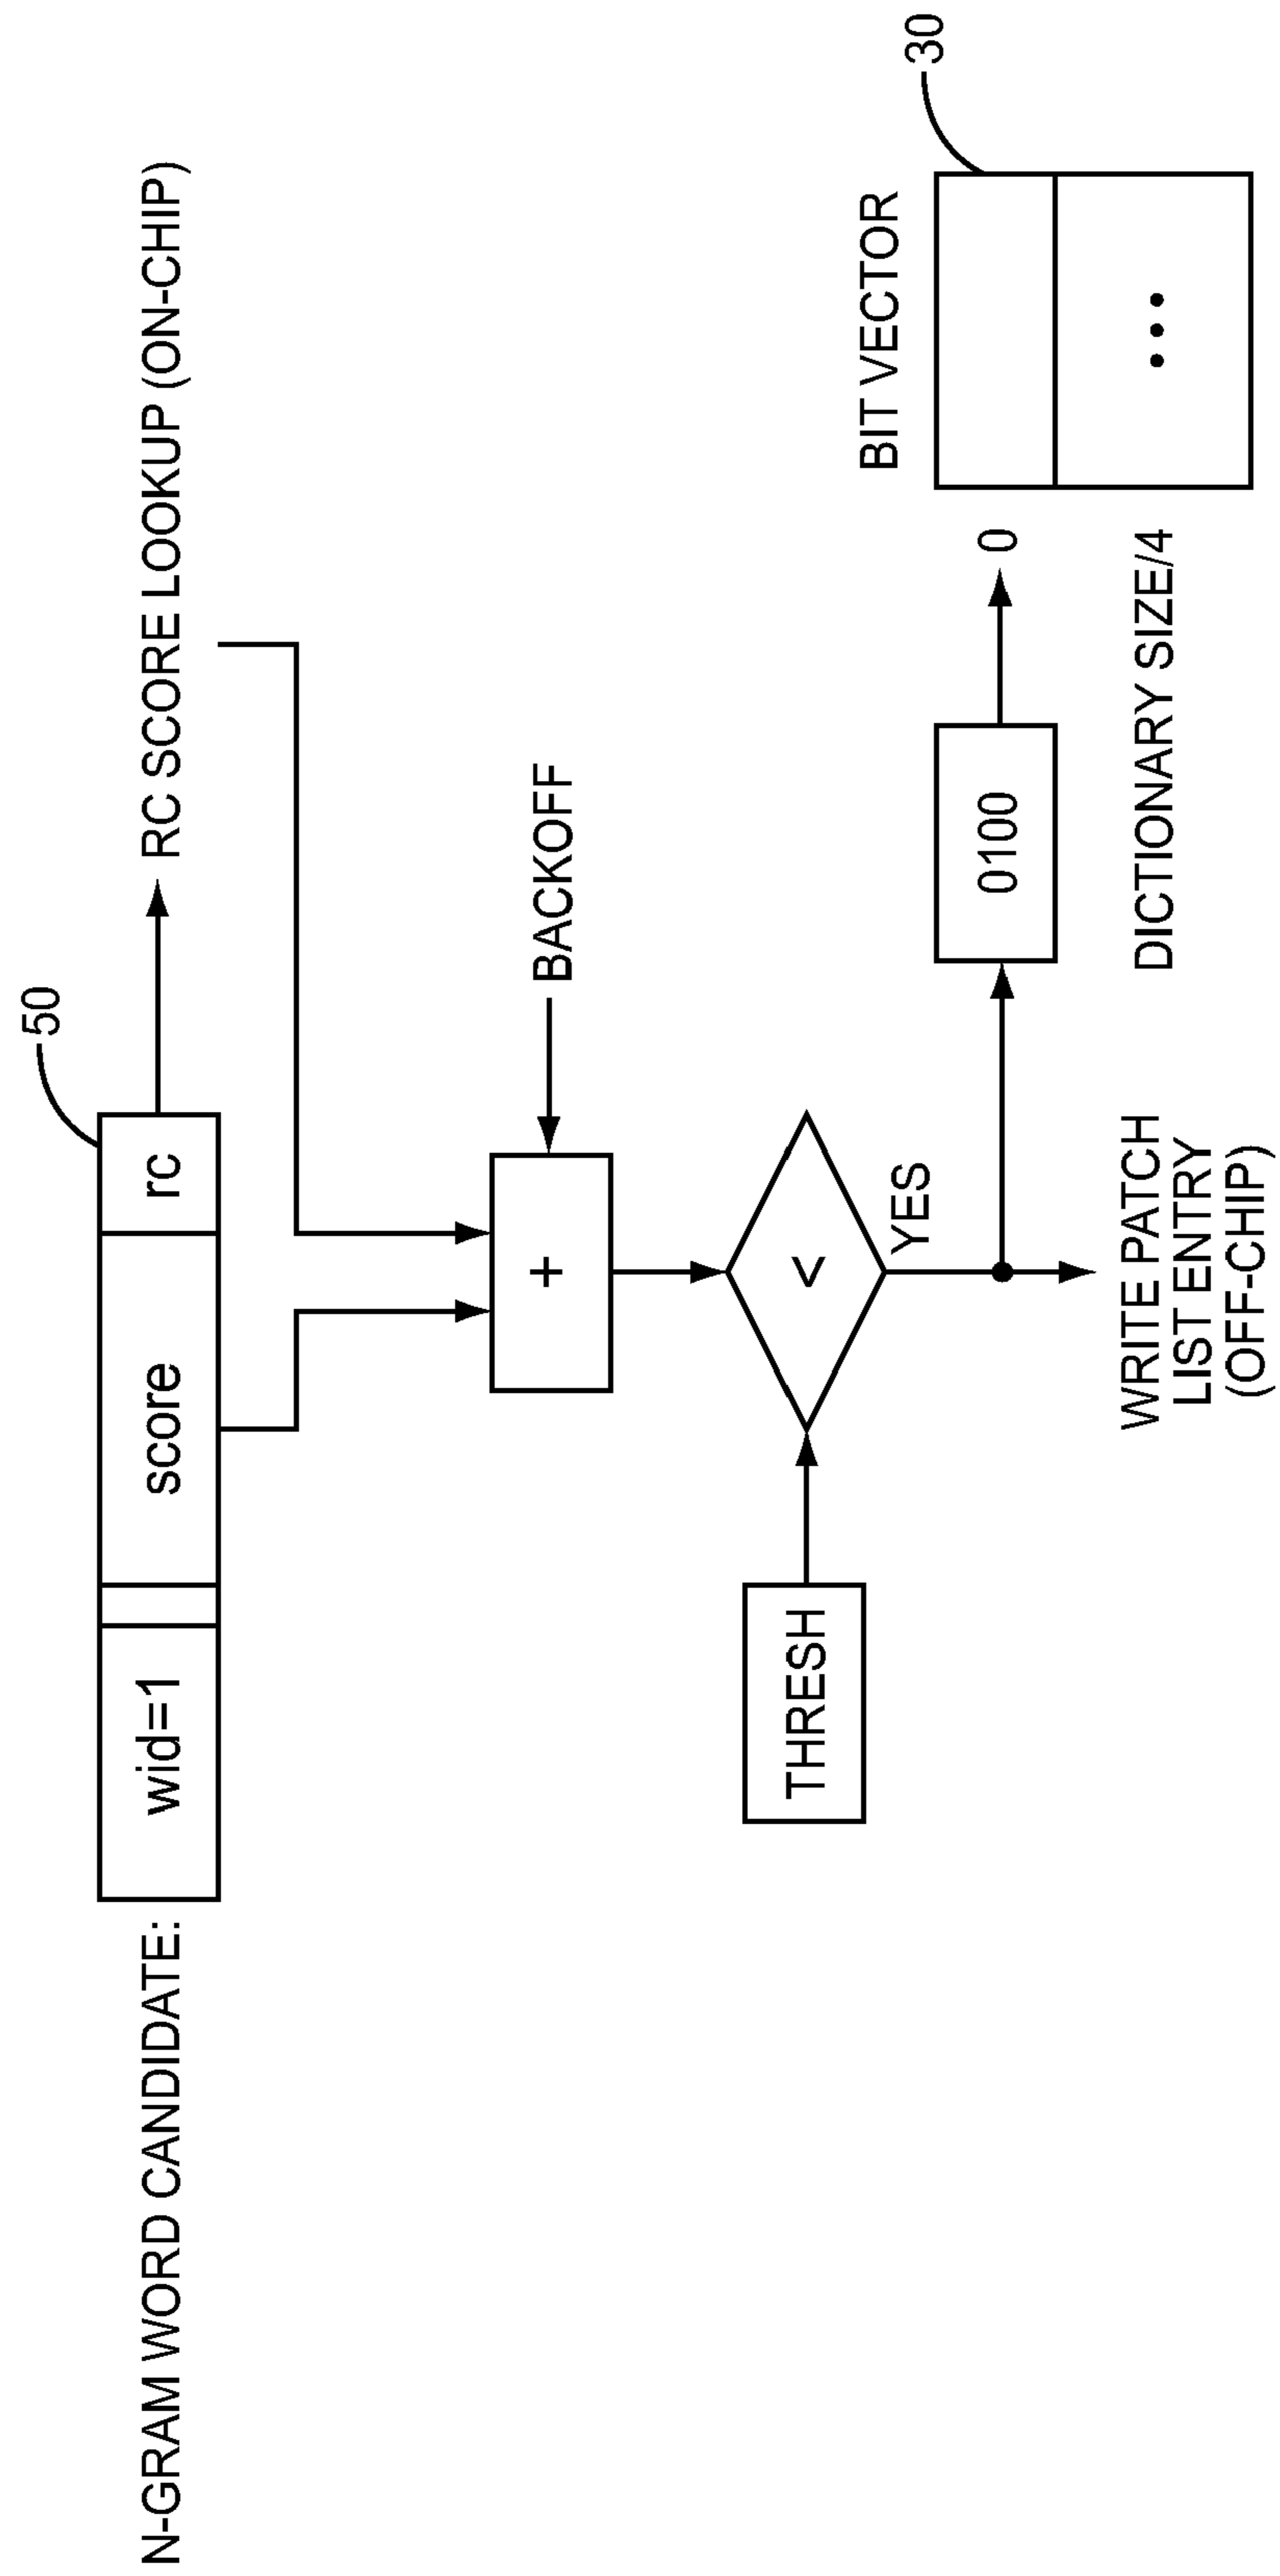 50
N-GRAM WORD CANDIDATE: wid=1 score rc RC SCORE LOOKUP (ON-CHIP)
+ BACKOFF
THRESH <
YES
BIT VECTOR
30
0100 0
DICTIONARY SIZE/4 •••
WRITE PATCH
LIST ENTRY
(OFF-CHIP)